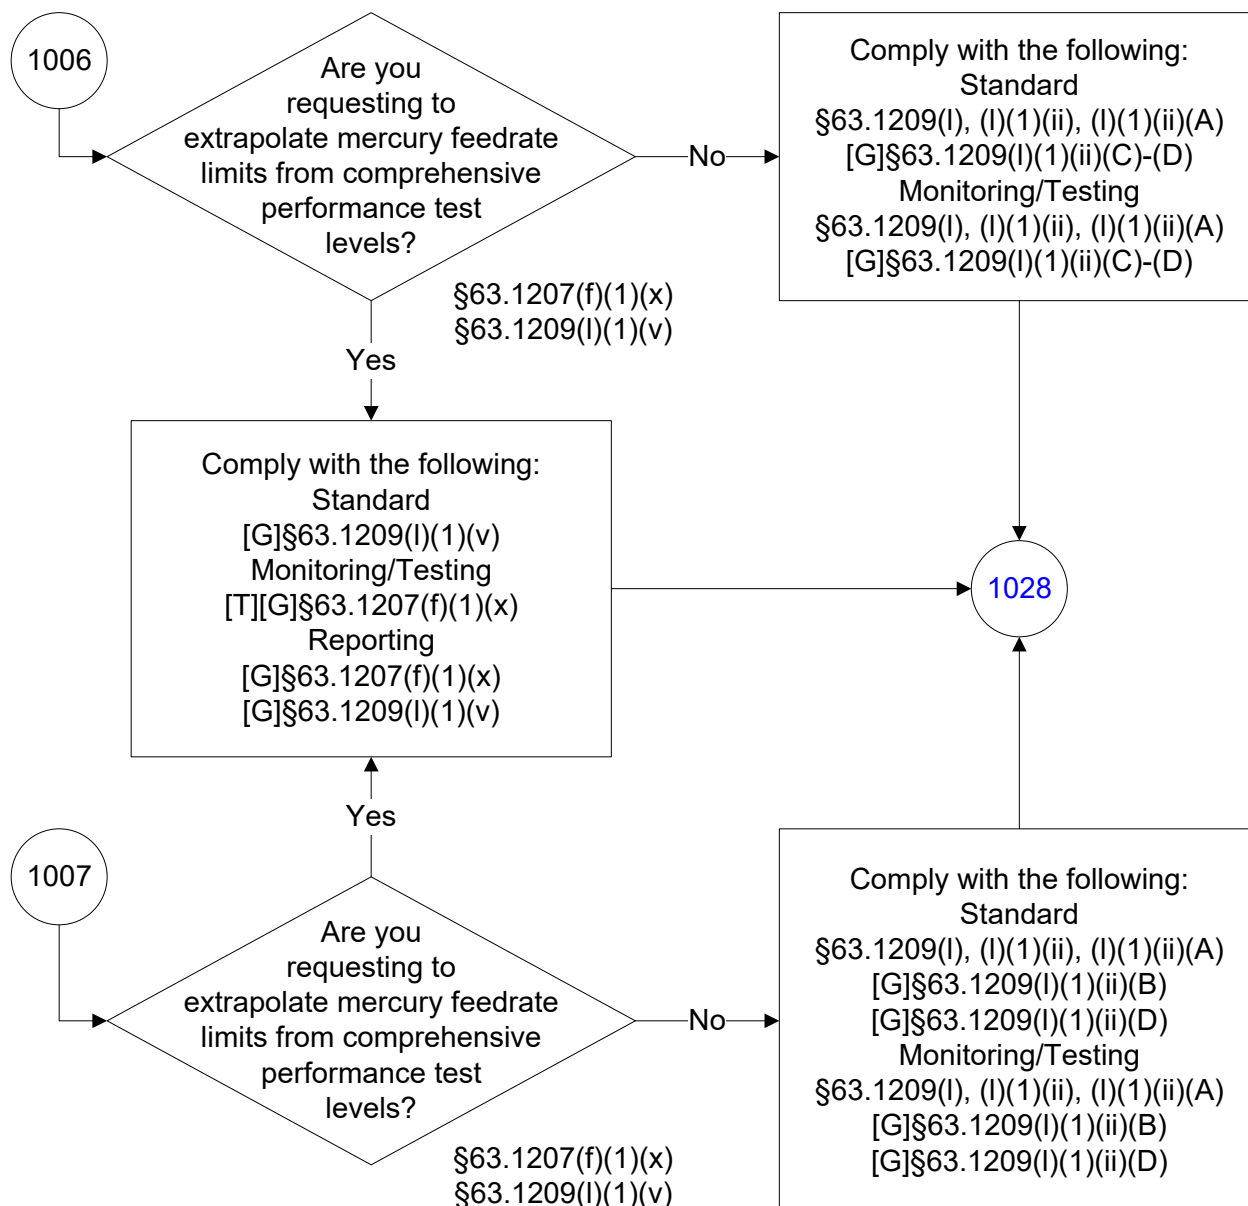 1006
Are you
requesting to
extrapolate mercury feedrate
limits from comprehensive
performance test
levels?
No
Comply with the following:
Standard
§63.1209(l), (l)(1)(ii), (l)(1)(ii)(A)
[G]§63.1209(l)(1)(ii)(C)-(D)
Monitoring/Testing
§63.1209(l), (l)(1)(ii), (l)(1)(ii)(A)
[G]§63.1209(l)(1)(ii)(C)-(D)
§63.1207(f)(1)(x)
§63.1209(l)(1)(v)
Yes
Comply with the following:
Standard
[G]§63.1209(l)(1)(v)
Monitoring/Testing
[T][G]§63.1207(f)(1)(x)
Reporting
[G]§63.1207(f)(1)(x)
[G]§63.1209(l)(1)(v)
1028
Yes
1007
Are you
requesting to
extrapolate mercury feedrate
limits from comprehensive
performance test
levels?
No
Comply with the following:
Standard
§63.1209(l), (l)(1)(ii), (l)(1)(ii)(A)
[G]§63.1209(l)(1)(ii)(B)
[G]§63.1209(l)(1)(ii)(D)
Monitoring/Testing
§63.1209(l), (l)(1)(ii), (l)(1)(ii)(A)
[G]§63.1209(l)(1)(ii)(B)
[G]§63.1209(l)(1)(ii)(D)
§63.1207(f)(1)(x)
§63.1209(l)(1)(v)